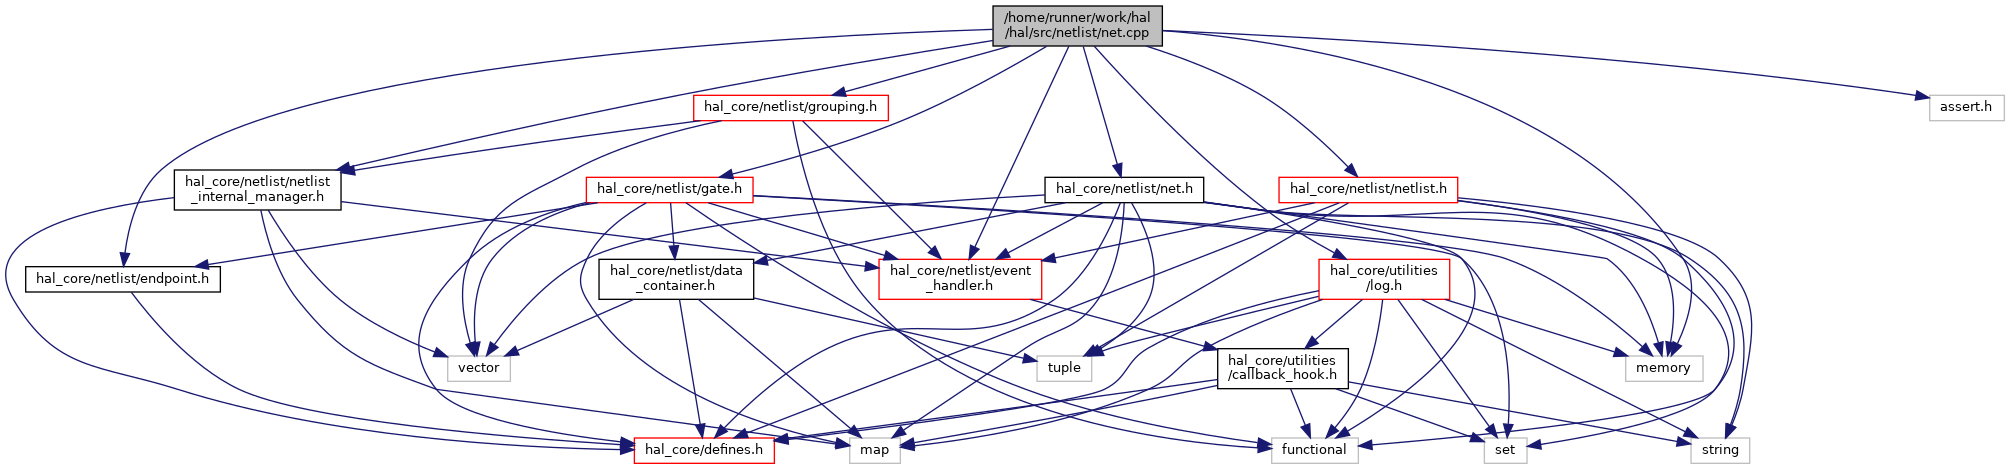 /home/runner/work/hal
/hal/src/netlist/net.cpp
hal_core/netlist/grouping.h
assert.h
hal_core/netlist/netlist
_internal_manager.h
hal_core/netlist/gate.h
hal_core/netlist/net.h
hal_core/netlist/netlist.h
hal_core/netlist/endpoint.h
hal_core/netlist/data
_container.h
hal_core/netlist/event
_handler.h
hal_core/utilities
/log.h
vector
tuple
hal_core/utilities
/callback_hook.h
memory
hal_core/defines.h
map
functional
set
string